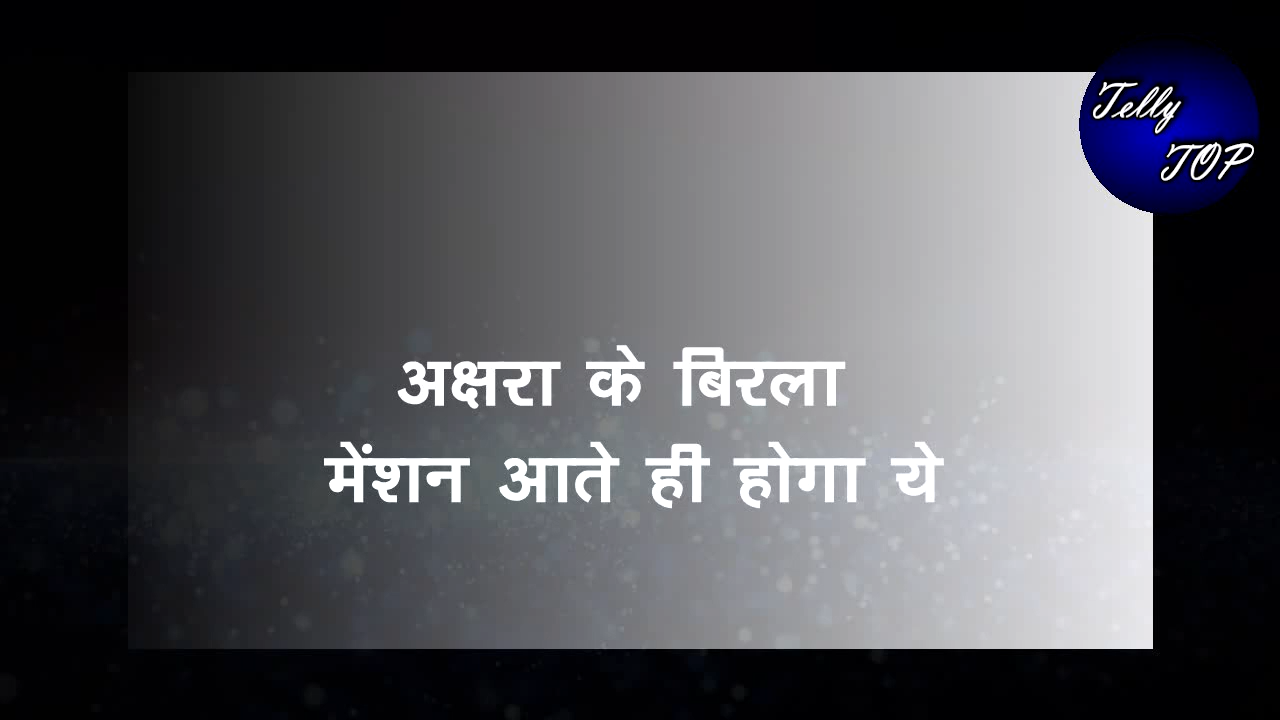 Telly
TOP
अक्षरा के बिरला
मेंशन आते ही होगा ये